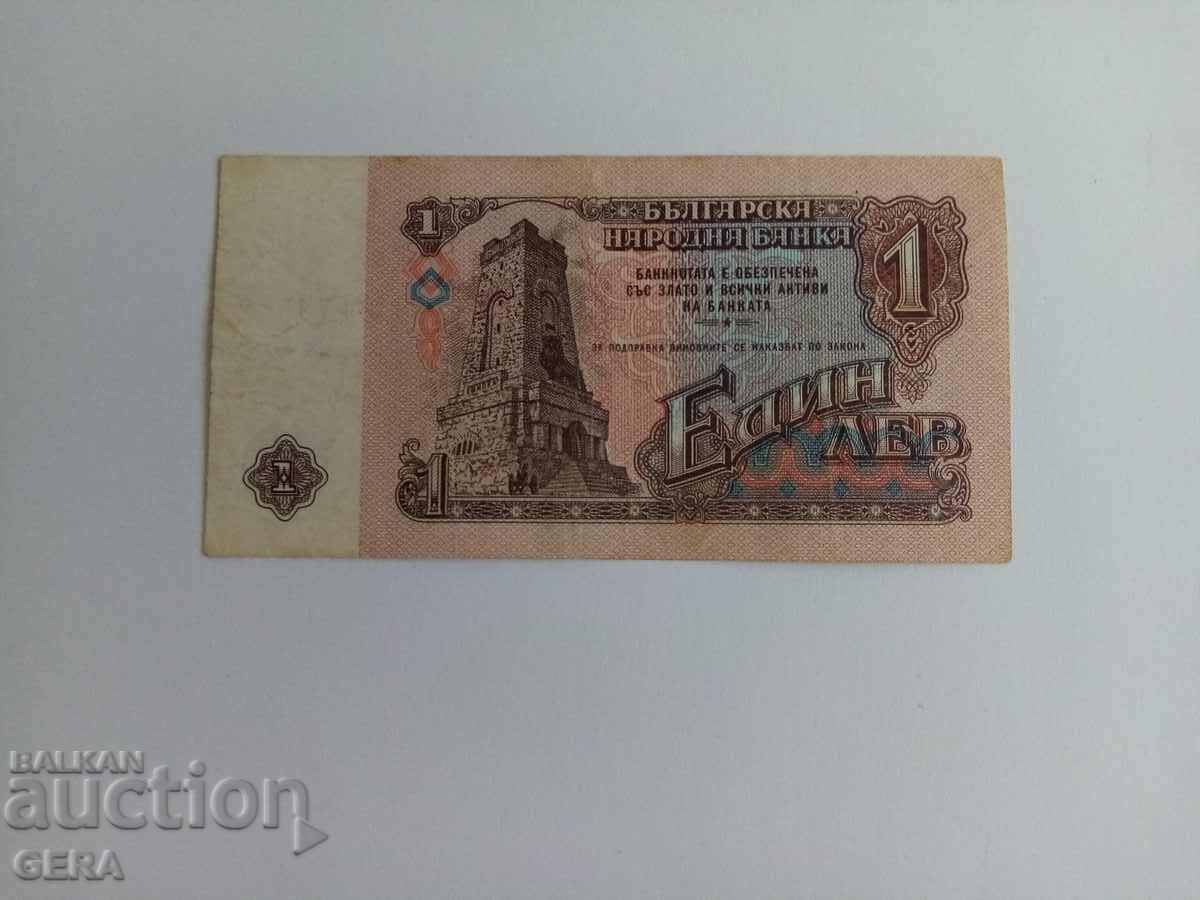 1
БЪЛГАРСКА
НАРОДНА БАНКА
1
БАНКНОТАТА Е ОБЕЗПЕЧЕНА
СЪС ЗЛАТО И ВСИЧКИ АКТИВИ
НА БАНКАТА
ЗА ПОДПРАВКА ВИНОВНИТЕ СЕ НАКАЗВАТ ПО ЗАКОНА
ЕДИН
ЛЕВ
1
1
BALKAN
auction
GERA